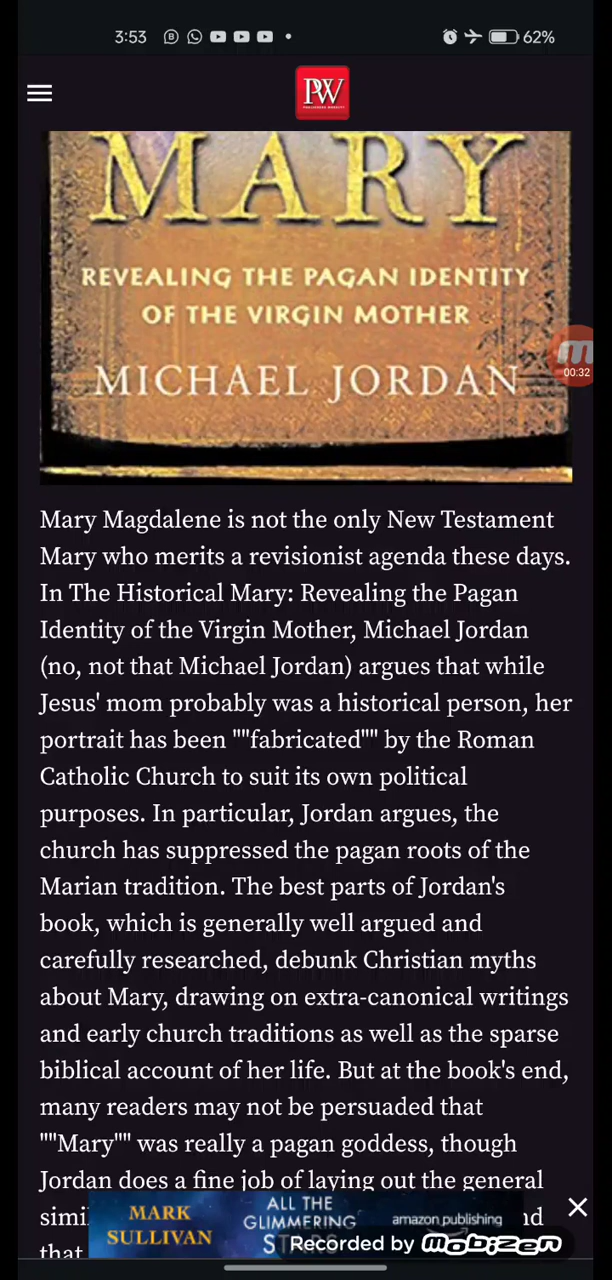 3:53
62%
PW
MARY
REVEALING THE PAGAN IDENTITY
OF THE VIRGIN MOTHER
MICHAEL JORDAN
00:32
Mary Magdalene is not the only New Testament
Mary who merits a revisionist agenda these days.
In The Historical Mary: Revealing the Pagan
Identity of the Virgin Mother, Michael Jordan
(no, not that Michael Jordan) argues that while
Jesus' mom probably was a historical person, her
portrait has been ""fabricated"" by the Roman
Catholic Church to suit its own political
purposes. In particular, Jordan argues, the
church has suppressed the pagan roots of the
Marian tradition. The best parts of Jordan's
book, which is generally well argued and
carefully researched, debunk Christian myths
about Mary, drawing on extra-canonical writings
and early church traditions as well as the sparse
biblical account of her life. But at the book's end,
many readers may not be persuaded that
""Mary"" was really a pagan goddess, though
Jordan does a fine job of laying out the general
that
MARK
SULLIVAN
ALL THE
GLIMMERING
amazon publishing
Recorded by mobizen